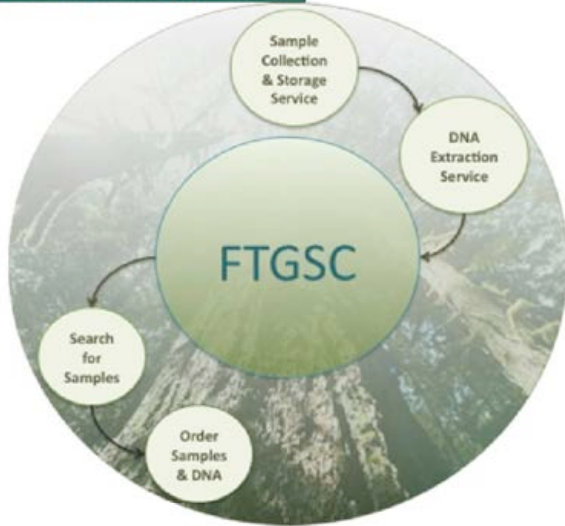 Sample
Collection
& Storage
Service
DNA
Extraction
Service
FTGSC
Search
for
Samples
Order
Samples
& DNA